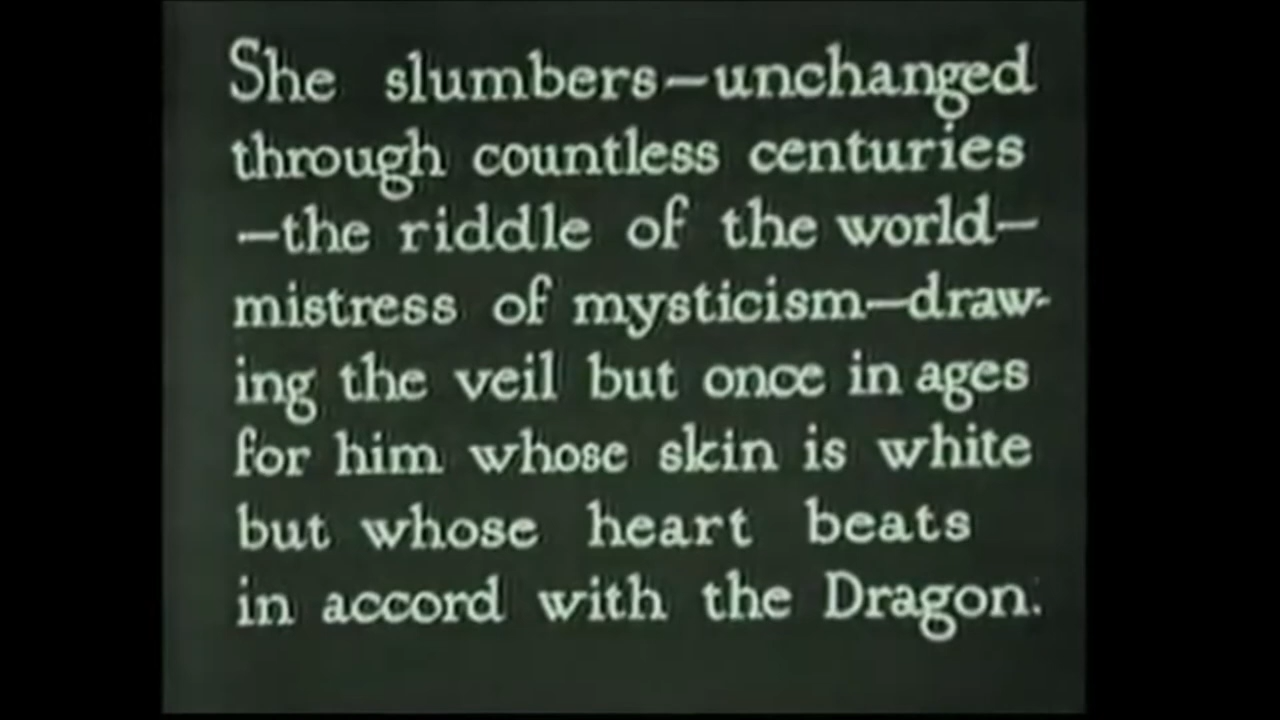 She slumbers—unchanged
through countless centuries
—the riddle of the world—
mistress of mysticism—draw-
ing the veil but once in ages
for him whose skin is white
but whose heart beats
in accord with the Dragon.